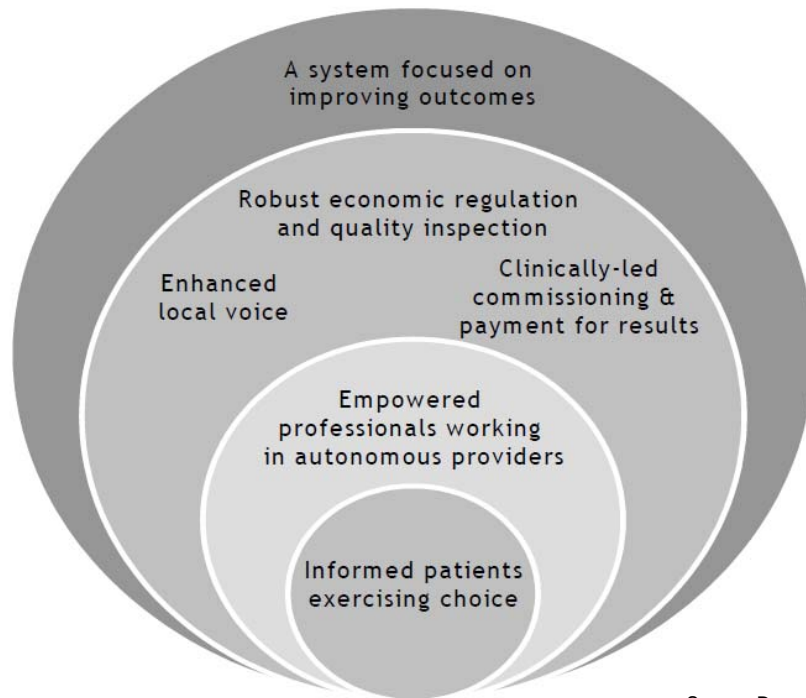 A system focused on
improving outcomes
Robust economic regulation
and quality inspection
Enhanced
local voice
Clinically-led
commissioning &
payment for results
Empowered
professionals working
in autonomous providers
Informed patients
exercising choice